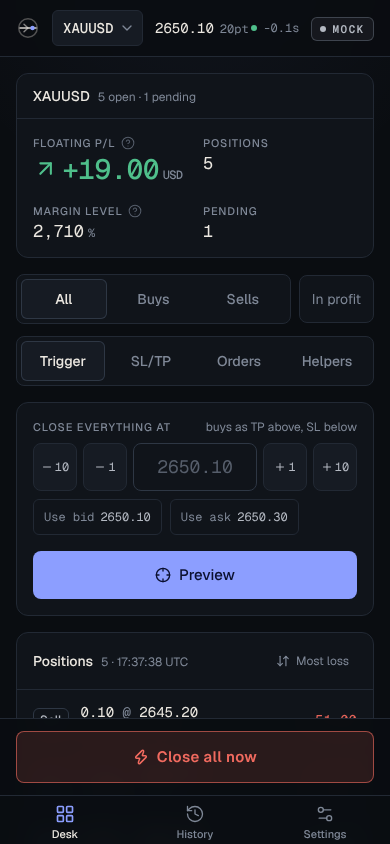 XAUUSD 2650.10 20pt -0.1s MOCK
XAUUSD 5 open · 1 pending
FLOATING P/L ? POSITIONS
+19.00 USD 5
MARGIN LEVEL ? PENDING
2,710 % 1
All Buys Sells In profit
Trigger SL/TP Orders Helpers
CLOSE EVERYTHING AT buys as TP above, SL below
−10 −1 2650.10 +1 +10
Use bid 2650.10 Use ask 2650.30
Preview
Positions 5 · 17:37:38 UTC Most loss
0.10 @ 2645.20
Close all now
Desk History Settings